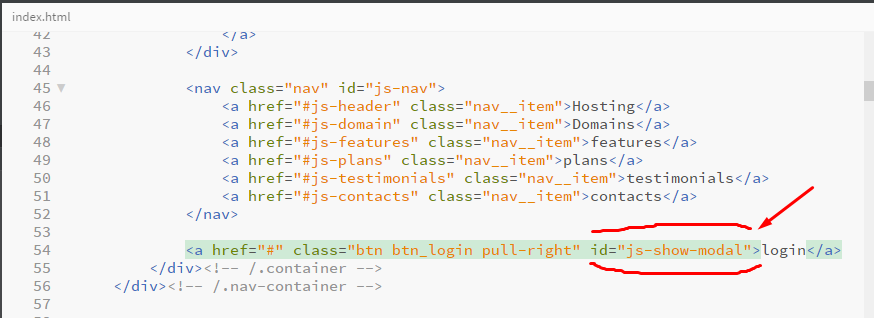 index.html
42 </a>
43 </div>
44
45 <nav class="nav" id="js-nav">
46 <a href="#js-header" class="nav__item">Hosting</a>
47 <a href="#js-domain" class="nav__item">Domains</a>
48 <a href="#js-features" class="nav__item">features</a>
49 <a href="#js-plans" class="nav__item">plans</a>
50 <a href="#js-testimonials" class="nav__item">testimonials</a>
51 <a href="#js-contacts" class="nav__item">contacts</a>
52 </nav>
53
54 <a href="#" class="btn btn_login pull-right" id="js-show-modal">login</a>
55 </div><!-- /.container -->
56 </div><!-- /.nav-container -->
57